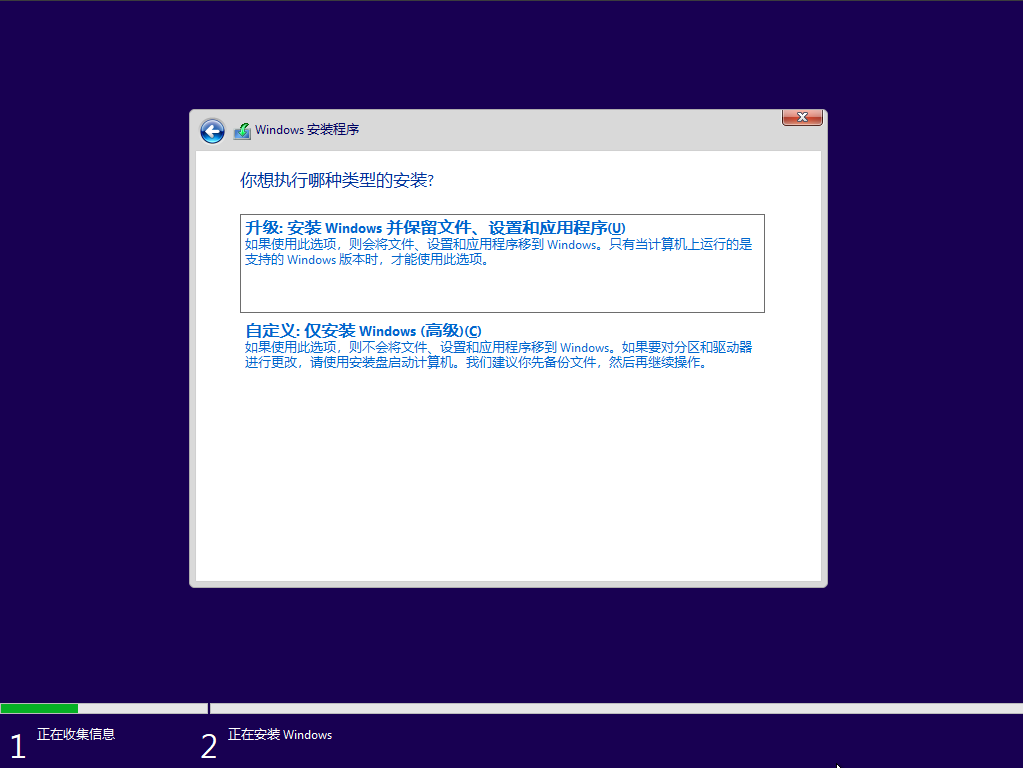 Windows 安装程序
你想执行哪种类型的安装?
升级: 安装 Windows 并保留文件、设置和应用程序(U)
如果使用此选项，则会将文件、设置和应用程序移到 Windows。只有当计算机上运行的是
支持的 Windows 版本时，才能使用此选项。
自定义: 仅安装 Windows (高级)(C)
如果使用此选项，则不会将文件、设置和应用程序移到 Windows。如果要对分区和驱动器
进行更改，请使用安装盘启动计算机。我们建议你先备份文件，然后再继续操作。
1 正在收集信息
2 正在安装 Windows